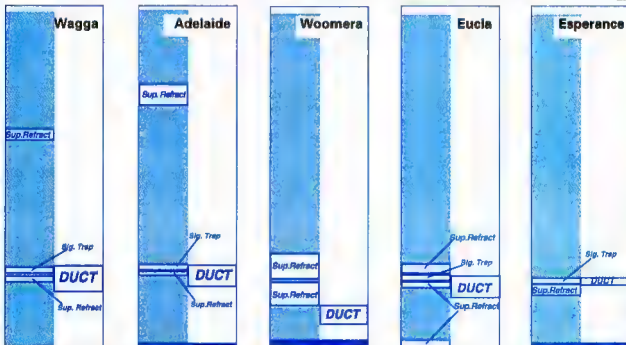 Wagga
Sup.Refract
Sig. Trap
DUCT
Sup. Refract
Adelaide
Sup. Refract
Sig. Trap
DUCT
Sup.Refract
Woomera
Sup.Refract
Sup.Refract
DUCT
Eucla
Sup.Refract
Sig. Trap
DUCT
Sup.Refract
Esperance
Sig. Trap
DUCT
Sup.Refract